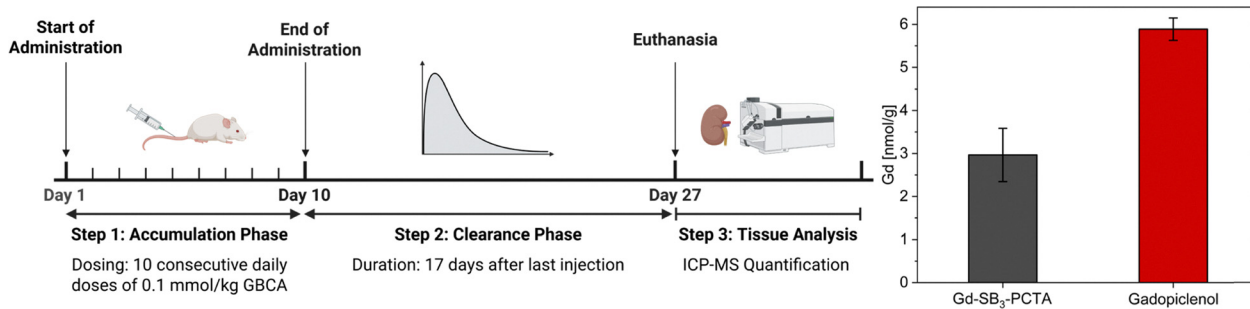 Start of
Administration
End of
Administration
Euthanasia
Day 1
Day 10
Day 27
Step 1: Accumulation Phase
Dosing: 10 consecutive daily
doses of 0.1 mmol/kg GBCA
Step 2: Clearance Phase
Duration: 17 days after last injection
Step 3: Tissue Analysis
ICP-MS Quantification
Gd [nmol/g]
6
5
4
3
2
1
0
Gd-SB₃-PCTA
Gadopiclenol